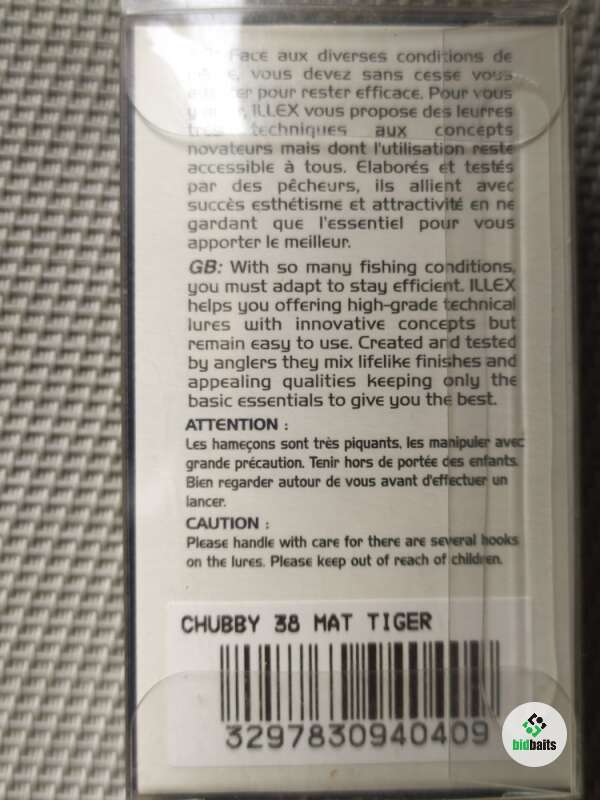 Face aux diverses conditions de
vous devez sans cesse vous
pour rester efficace. Pour vous
ILLEX vous propose des leurres
très techniques aux concepts
novateurs mais dont l'utilisation reste
accessible à tous. Elaborés et testés
par des pêcheurs, ils allient avec
succès esthétisme et attractivité en ne
gardant que l'essentiel pour vous
apporter le meilleur.
GB: With so many fishing conditions,
you must adapt to stay efficient. ILLEX
helps you offering high-grade technical
lures with innovative concepts but
remain easy to use. Created and tested
by anglers they mix lifelike finishes and
appealing qualities keeping only the
basic essentials to give you the best.
ATTENTION :
Les hameçons sont très piquants, les manipuler avec
grande précaution. Tenir hors de portée des enfants.
Bien regarder autour de vous avant d'effectuer un
lancer.
CAUTION :
Please handle with care for there are several hooks
on the lures. Please keep out of reach of children.
CHUBBY 38 MAT TIGER
3297830940409
bidbaits